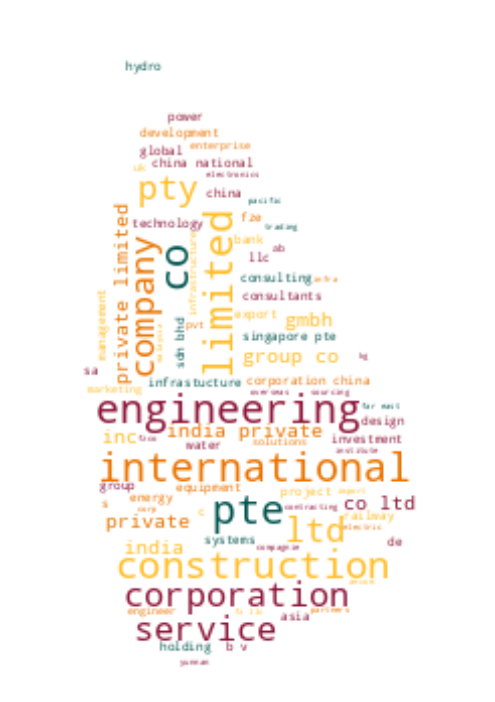 hydro
power
development
global enterprise
uk china national
electronics
pty china
pacific
private limited
company
co
limited
technology fze
trading
infrastructure
bank
ab
llc
management
malaysia
sdn bhd
pvt
consulting infra
consultants
export gmbh
singapore pte
group co
sa
infrastucture corporation china
marketing
overseas sourcing
engineering
far east
design
inc
india private
water
solutions
investment
institute
international
group
equipment
project export
s energy
corp
c
pte
contracting
co ltd
private
ltd
railway
electric
systems
de
india
compagnie
construction
corporation
engineer
asia partners
service
holding b v
yunnan